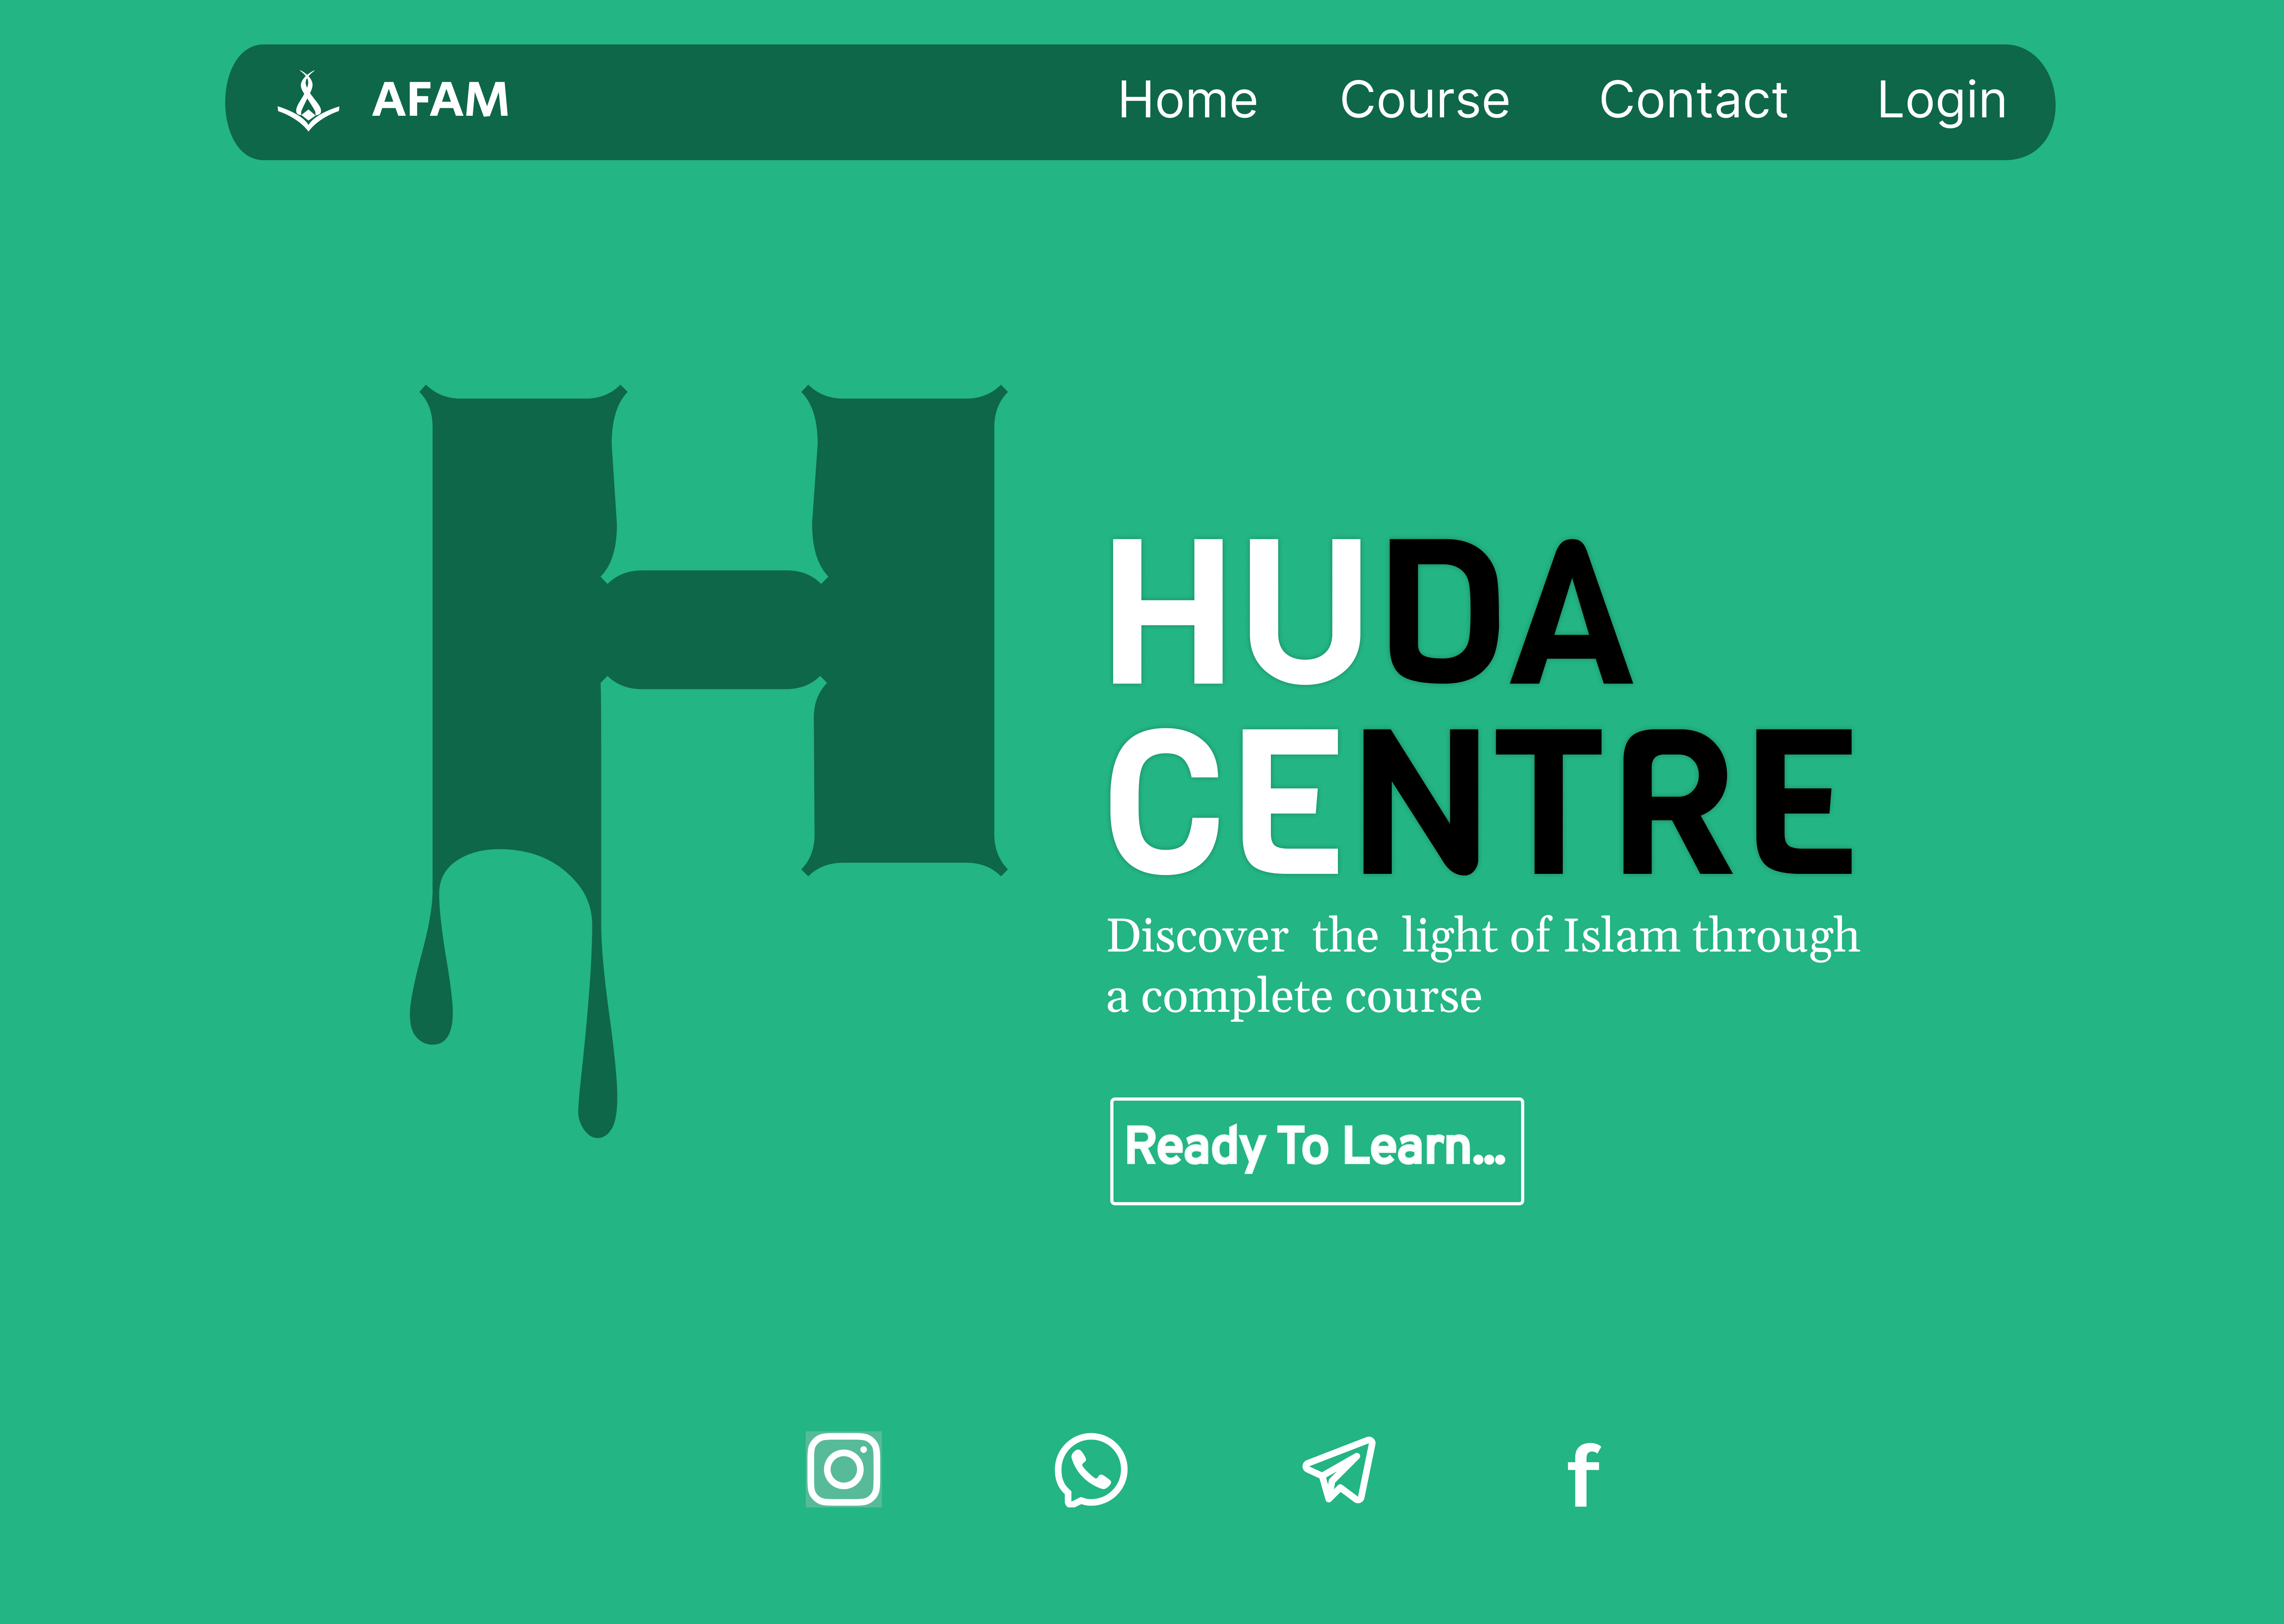 AFAM
Home Course Contact Login
H
HUDA
CENTRE
Discover the light of Islam through
a complete course
Ready To Learn...